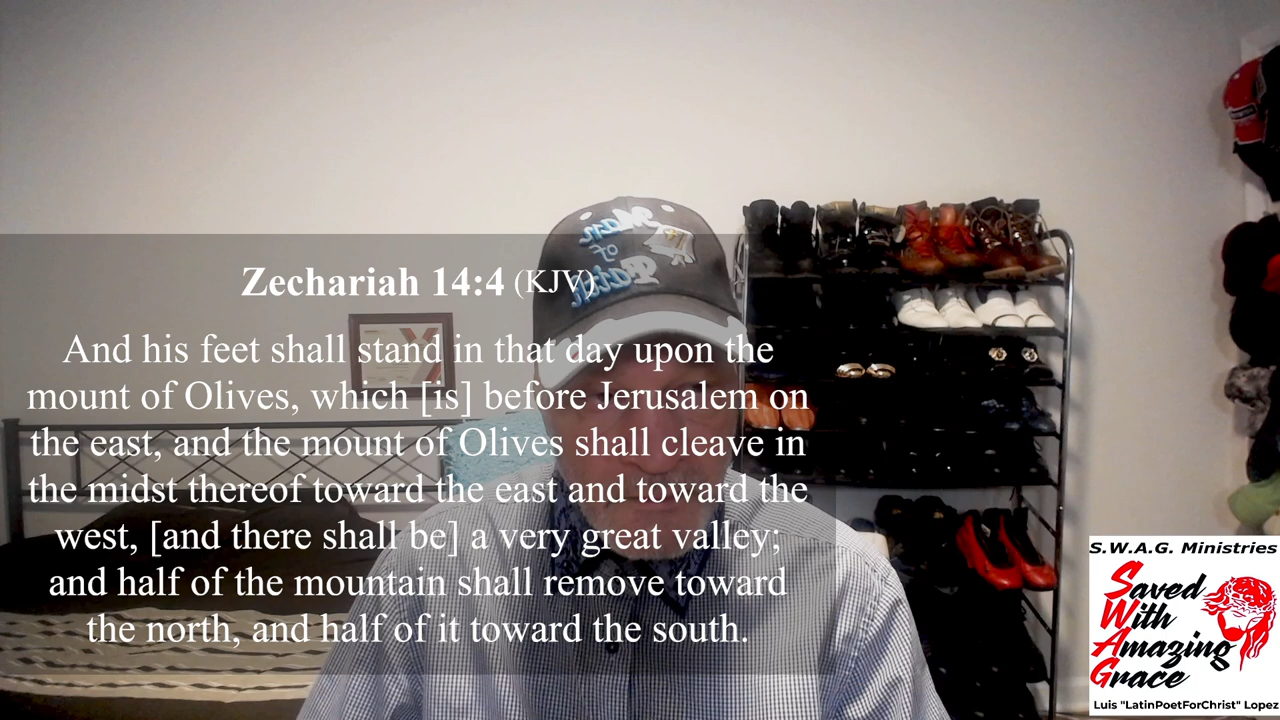 Man
of
Faith
Zechariah 14:4 (KJV)
And his feet shall stand in that day upon the
mount of Olives, which [is] before Jerusalem on
the east, and the mount of Olives shall cleave in
the midst thereof toward the east and toward the
west, [and there shall be] a very great valley;
and half of the mountain shall remove toward
the north, and half of it toward the south.
S.W.A.G. Ministries
Saved
With
Amazing
Grace
Luis "LatinPoetForChrist" Lopez